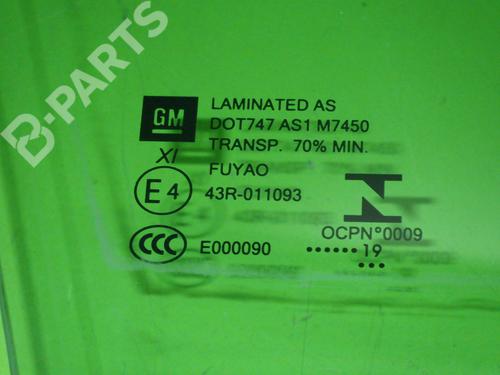 B-PARTS
GM
LAMINATED AS
DOT747 AS1 M7450
TRANSP. 70% MIN.
XI
FUYAO
E4
43R-011093
CCC
E000090
OCPN°0009
······19
···